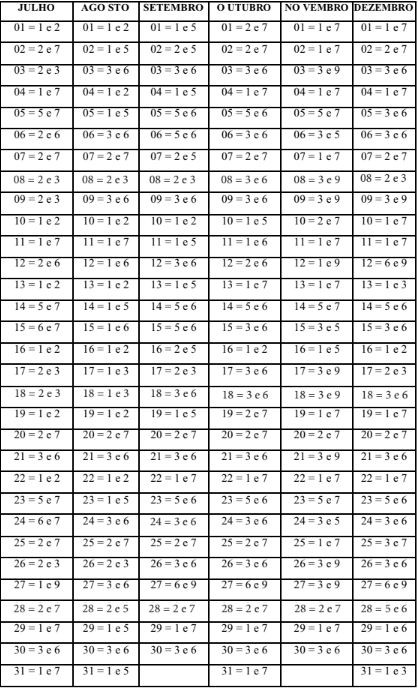 JULHO AGO STO SETEMBRO O UTUBRO NO VEMBRO DEZEMBRO
01 = 1 e 2 01 = 1 e 2 01 = 1 e 5 01 = 2 e 7 01 = 1 e 7 01 = 1 e 7
02 = 2 e 7 02 = 1 e 5 02 = 2 e 5 02 = 2 e 7 02 = 1 e 7 02 = 2 e 7
03 = 2 e 3 03 = 3 e 6 03 = 3 e 6 03 = 3 e 6 03 = 3 e 9 03 = 3 e 6
04 = 1 e 7 04 = 1 e 2 04 = 1 e 5 04 = 1 e 7 04 = 1 e 7 04 = 1 e 7
05 = 5 e 7 05 = 1 e 5 05 = 5 e 6 05 = 5 e 6 05 = 5 e 7 05 = 3 e 6
06 = 2 e 6 06 = 3 e 6 06 = 5 e 6 06 = 3 e 6 06 = 3 e 5 06 = 3 e 6
07 = 2 e 7 07 = 2 e 7 07 = 2 e 5 07 = 2 e 7 07 = 1 e 7 07 = 2 e 7
08 = 2 e 3 08 = 2 e 3 08 = 2 e 3 08 = 3 e 6 08 = 3 e 9 08 = 2 e 3
09 = 2 e 3 09 = 3 e 6 09 = 3 e 6 09 = 3 e 6 09 = 3 e 9 09 = 3 e 9
10 = 1 e 2 10 = 1 e 2 10 = 1 e 2 10 = 1 e 5 10 = 2 e 7 10 = 1 e 7
11 = 1 e 7 11 = 1 e 7 11 = 1 e 5 11 = 1 e 6 11 = 1 e 7 11 = 1 e 7
12 = 2 e 6 12 = 1 e 6 12 = 3 e 6 12 = 2 e 6 12 = 1 e 9 12 = 6 e 9
13 = 1 e 2 13 = 1 e 2 13 = 1 e 5 13 = 1 e 7 13 = 1 e 7 13 = 1 e 3
14 = 5 e 7 14 = 1 e 5 14 = 5 e 6 14 = 5 e 6 14 = 5 e 7 14 = 5 e 6
15 = 6 e 7 15 = 1 e 6 15 = 5 e 6 15 = 3 e 6 15 = 3 e 5 15 = 3 e 6
16 = 1 e 2 16 = 1 e 2 16 = 2 e 5 16 = 1 e 2 16 = 1 e 5 16 = 1 e 2
17 = 2 e 3 17 = 1 e 3 17 = 2 e 3 17 = 3 e 6 17 = 3 e 9 17 = 2 e 3
18 = 2 e 3 18 = 1 e 3 18 = 3 e 6 18 = 3 e 6 18 = 3 e 9 18 = 3 e 6
19 = 1 e 2 19 = 1 e 2 19 = 1 e 5 19 = 2 e 7 19 = 1 e 7 19 = 1 e 7
20 = 2 e 7 20 = 2 e 7 20 = 2 e 7 20 = 2 e 7 20 = 2 e 7 20 = 2 e 7
21 = 3 e 6 21 = 3 e 6 21 = 3 e 6 21 = 3 e 6 21 = 3 e 9 21 = 3 e 6
22 = 1 e 2 22 = 1 e 2 22 = 1 e 7 22 = 1 e 7 22 = 1 e 7 22 = 1 e 7
23 = 5 e 7 23 = 1 e 5 23 = 5 e 6 23 = 5 e 6 23 = 5 e 7 23 = 5 e 6
24 = 6 e 7 24 = 3 e 6 24 = 3 e 6 24 = 3 e 6 24 = 3 e 5 24 = 3 e 6
25 = 2 e 7 25 = 2 e 7 25 = 2 e 7 25 = 2 e 7 25 = 1 e 7 25 = 3 e 7
26 = 2 e 3 26 = 2 e 3 26 = 3 e 6 26 = 3 e 6 26 = 3 e 9 26 = 3 e 6
27 = 1 e 9 27 = 3 e 6 27 = 6 e 9 27 = 6 e 9 27 = 3 e 9 27 = 6 e 9
28 = 2 e 7 28 = 2 e 5 28 = 2 e 7 28 = 2 e 7 28 = 2 e 7 28 = 5 e 6
29 = 1 e 7 29 = 1 e 5 29 = 1 e 7 29 = 1 e 7 29 = 1 e 7 29 = 1 e 6
30 = 3 e 6 30 = 3 e 6 30 = 3 e 6 30 = 3 e 6 30 = 3 e 6 30 = 3 e 6
31 = 1 e 7 31 = 1 e 5 31 = 1 e 7 31 = 1 e 3